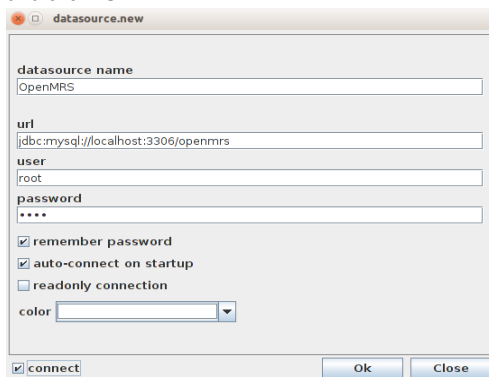 datasource.new
datasource name
OpenMRS
url
jdbc:mysql://localhost:3306/openmrs
user
root
password
••••
remember password
auto-connect on startup
readonly connection
color
connect Ok Close